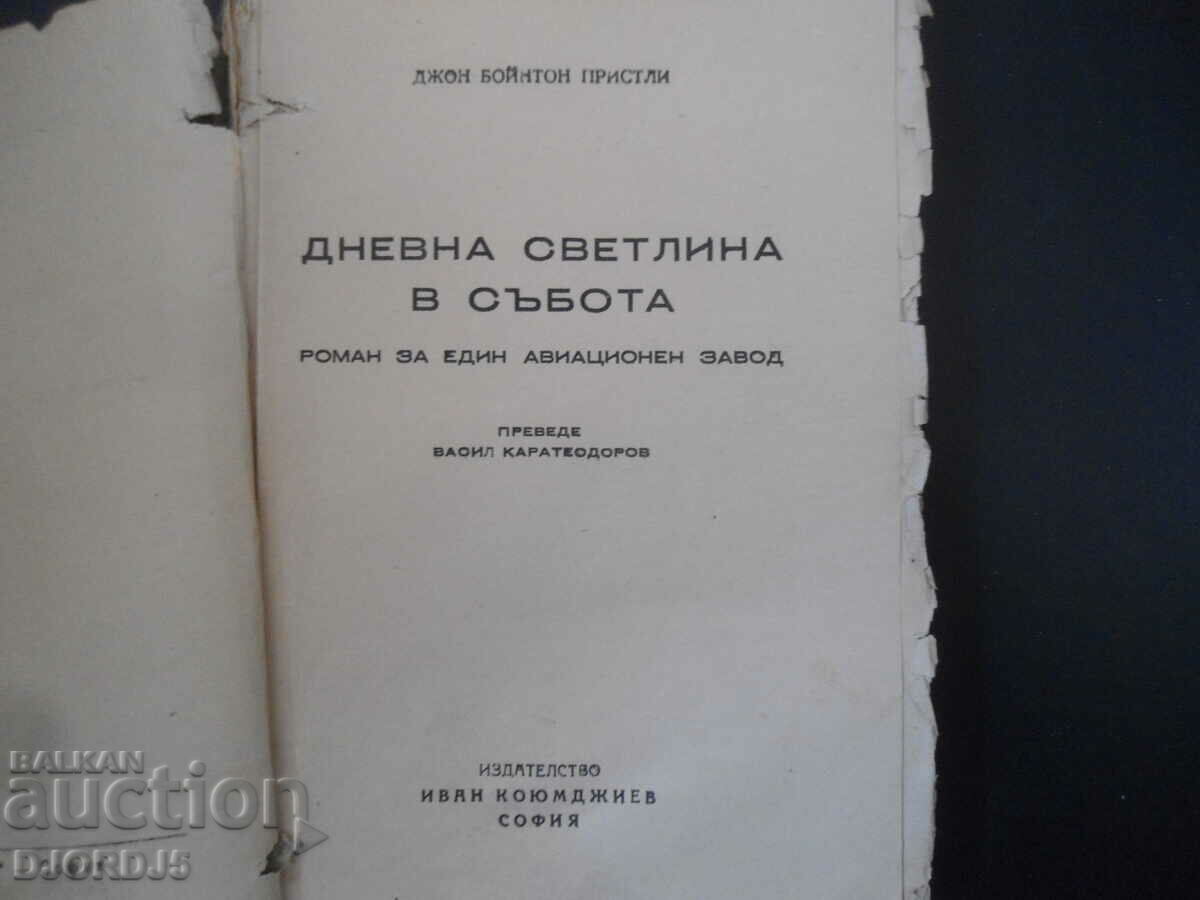 ДЖОН БОЙНТОН ПРИСТЛИ
ДНЕВНА СВЕТЛИНА
В СЪБОТА
РОМАН ЗА ЕДИН АВИАЦИОНЕН ЗАВОД
ПРЕВЕДЕ
ВАСИЛ КАРАТЕОДОРОВ
ИЗДАТЕЛСТВО
ИВАН КОЮМДЖИЕВ
СОФИЯ
BALKAN
auction
DJORDJ5